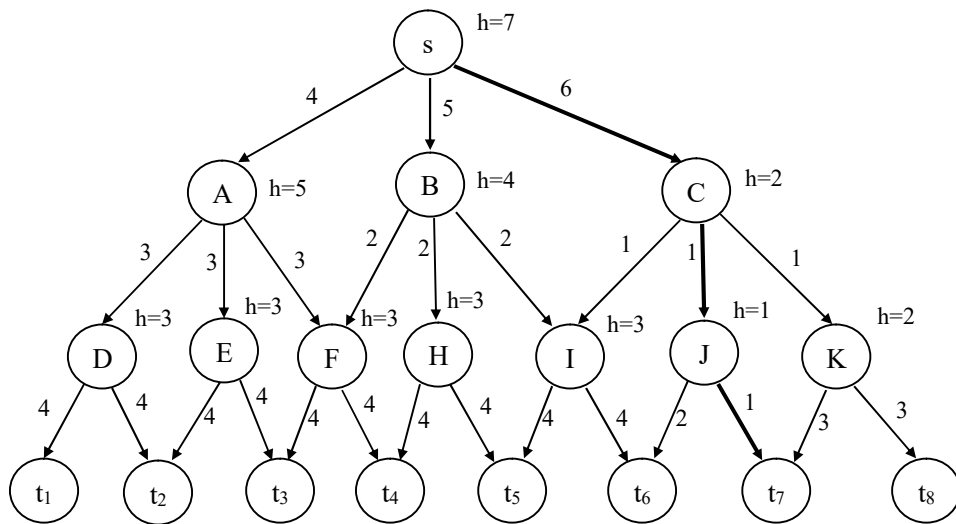 s h=7
4 5 6
A h=5 B h=4 C h=2
3 3 3 2 2 2 1 1 1
h=3 h=3 h=3 h=3 h=3 h=1 h=2
D E F H I J K
4 4 4 4 4 4 4 4 4 4 2 1 3 3
t1 t2 t3 t4 t5 t6 t7 t8